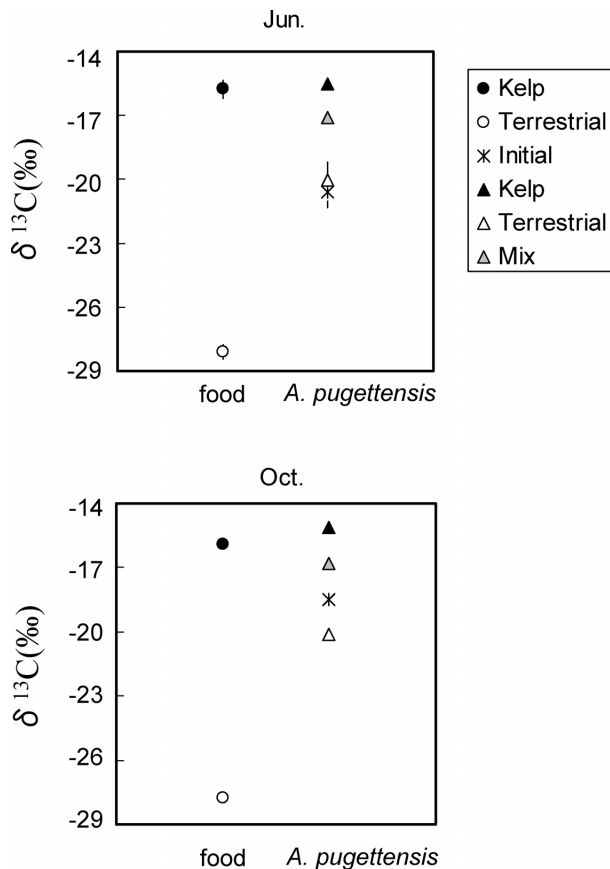 Jun.
-14
-17
-20
-23
-26
-29
δ ¹³C(‰)
food
A. pugettensis
Kelp
Terrestrial
Initial
Kelp
Terrestrial
Mix
Oct.
-14
-17
-20
-23
-26
-29
δ ¹³C(‰)
food
A. pugettensis